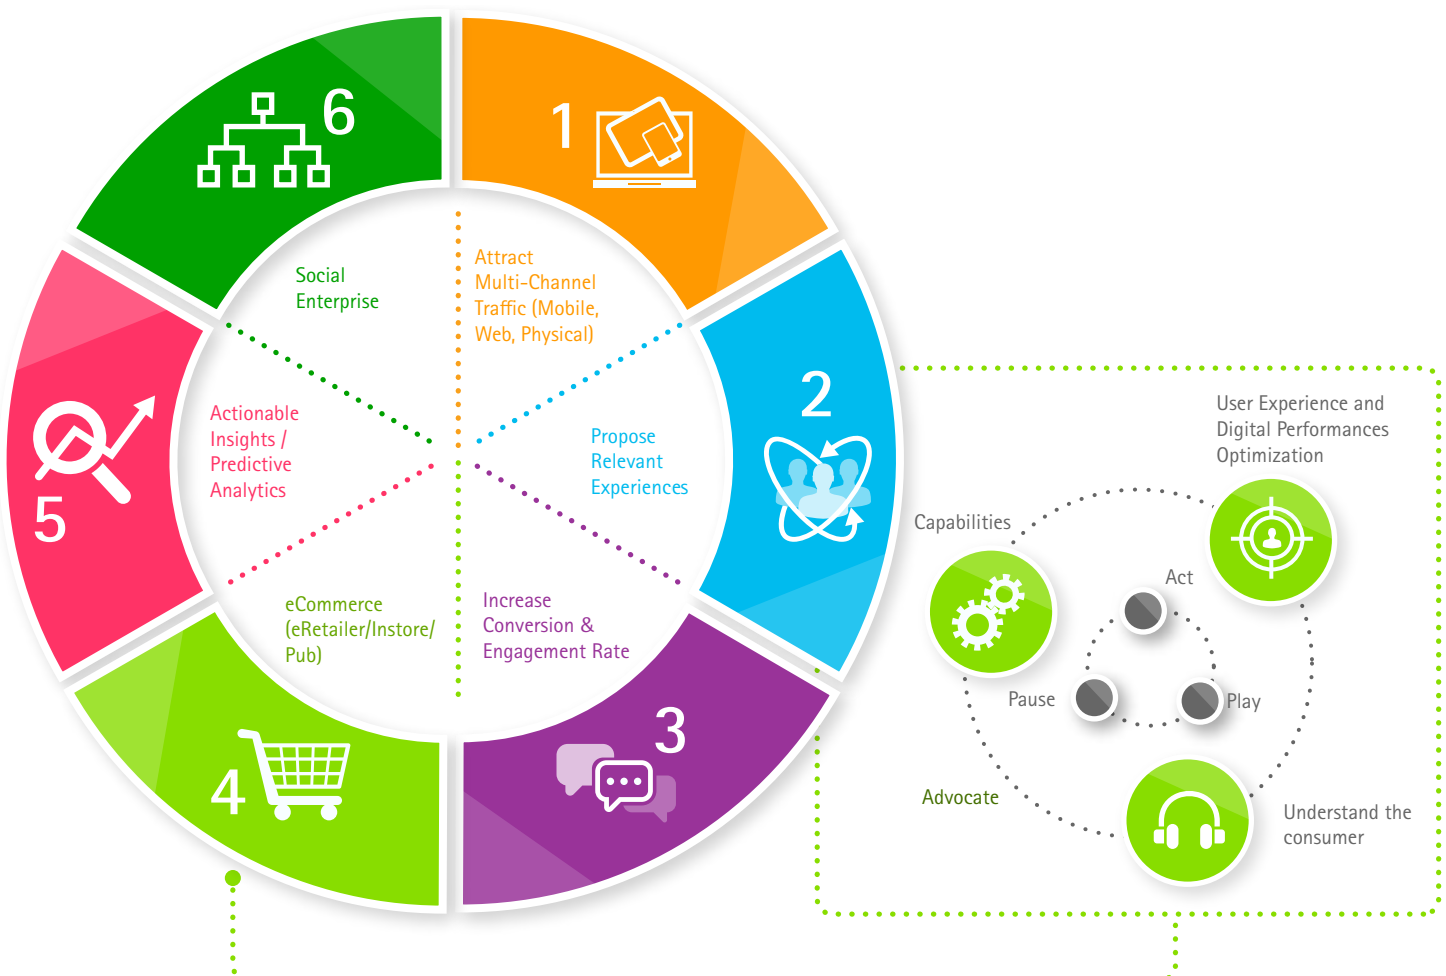 6
1
Social
Enterprise
Attract
Multi-Channel
Traffic (Mobile,
Web, Physical)
2
Propose
Relevant
Experiences
Actionable
Insights /
Predictive
Analytics
5
eCommerce
(eRetailer/Instore/
Pub)
Increase
Conversion &
Engagement Rate
3
4
User Experience and
Digital Performances
Optimization
Capabilities
Act
Pause
Play
Advocate
Understand the
consumer